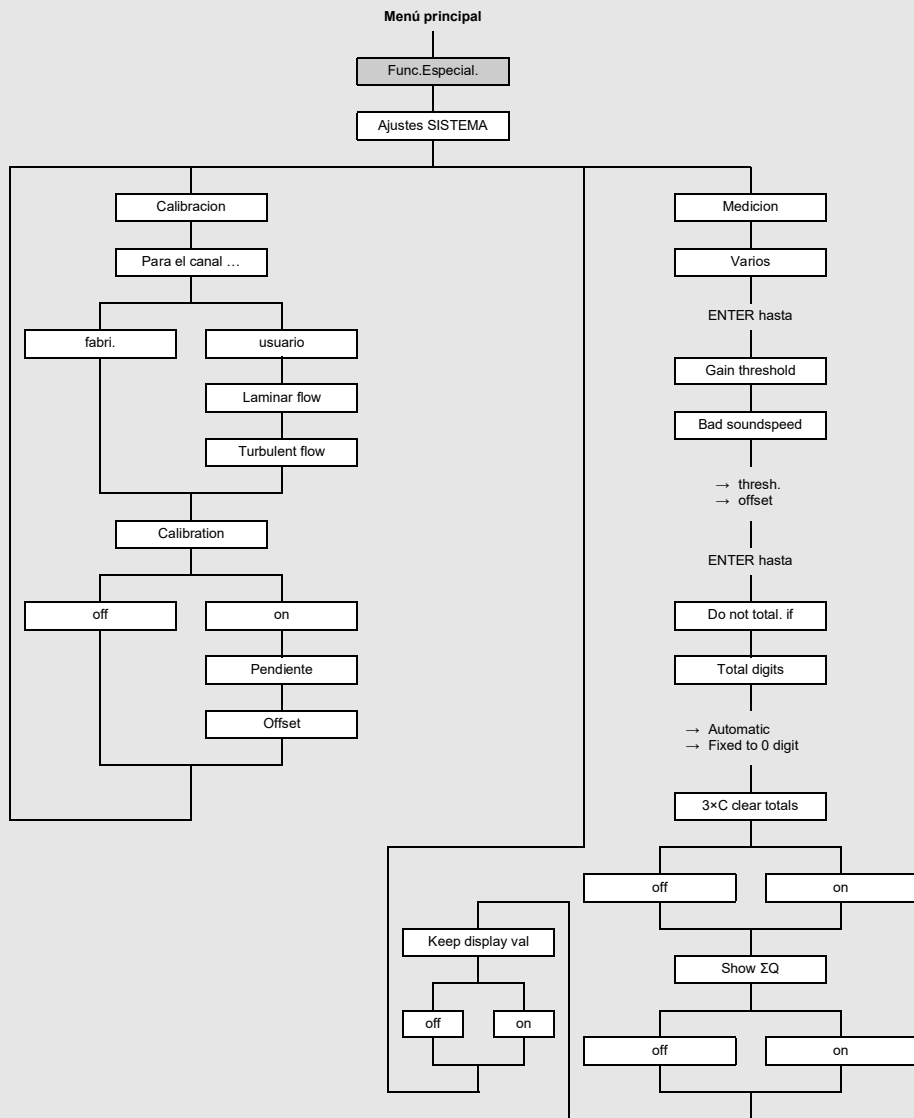 Menú principal
Func.Especial.
Ajustes SISTEMA
Calibracion
Para el canal …
fabri.
usuario
Laminar flow
Turbulent flow
Calibration
off
on
Pendiente
Offset
Medicion
Varios
ENTER hasta
Gain threshold
Bad soundspeed
→ thresh.
→ offset
ENTER hasta
Do not total. if
Total digits
→ Automatic
→ Fixed to 0 digit
3×C clear totals
off
on
Show ΣQ
off
on
Keep display val
off
on